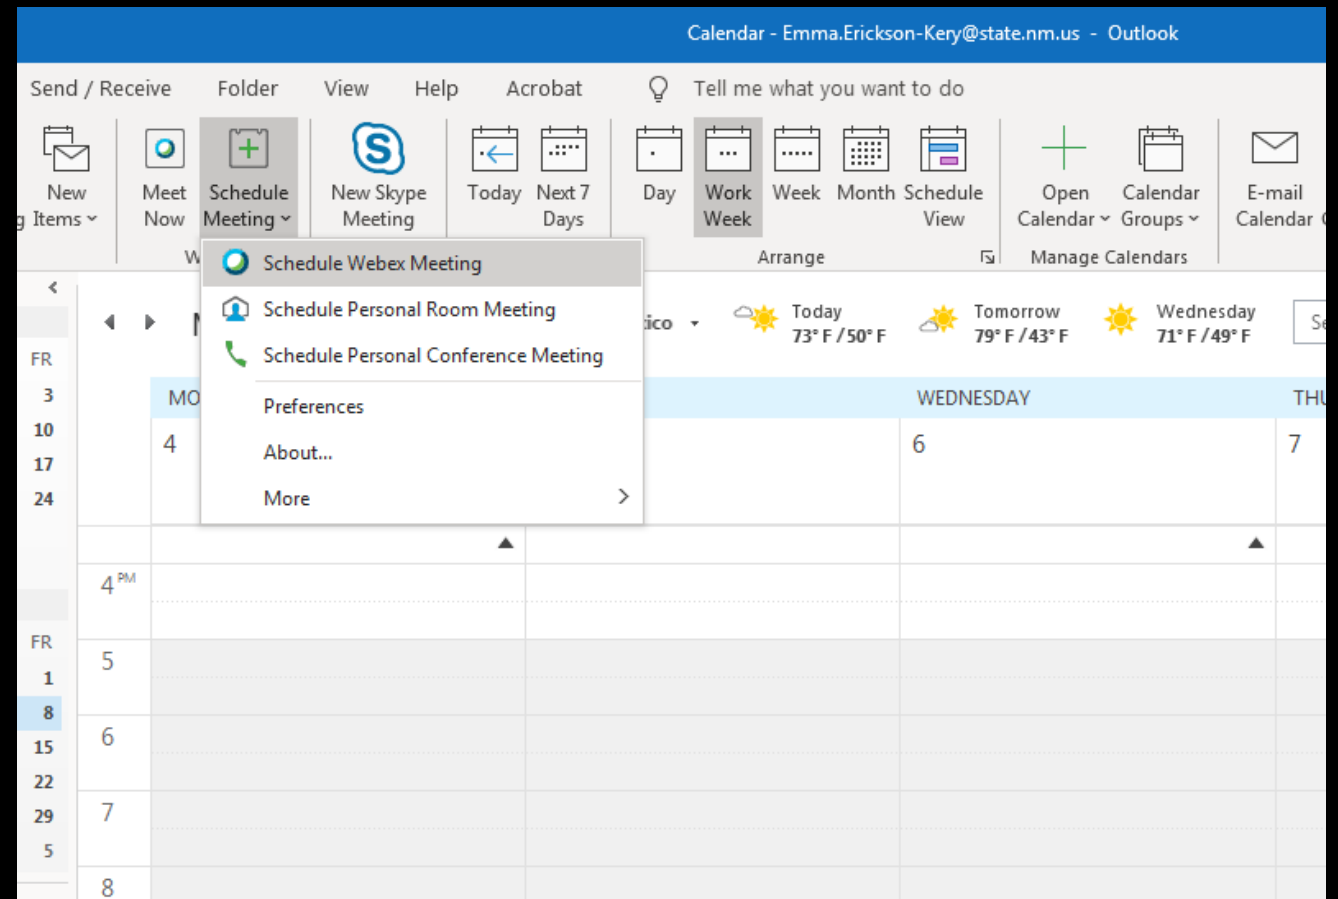 Calendar - Emma.Erickson-Kery@state.nm.us - Outlook
Send / Receive Folder View Help Acrobat Tell me what you want to do
New Items
Meet Now
Schedule Meeting
New Skype Meeting
Today
Next 7 Days
Day
Work Week
Week
Month
Schedule View
Open Calendar
Calendar Groups
E-mail Calendar
Arrange
Manage Calendars
Schedule Webex Meeting
Schedule Personal Room Meeting
Schedule Personal Conference Meeting
Preferences
About...
More
Today
73° F / 50° F
Tomorrow
79° F / 43° F
Wednesday
71° F / 49° F
FR
3
10
17
24
FR
1
8
15
22
29
5
MO
WEDNESDAY
THU
4
6
7
4 PM
5
6
7
8